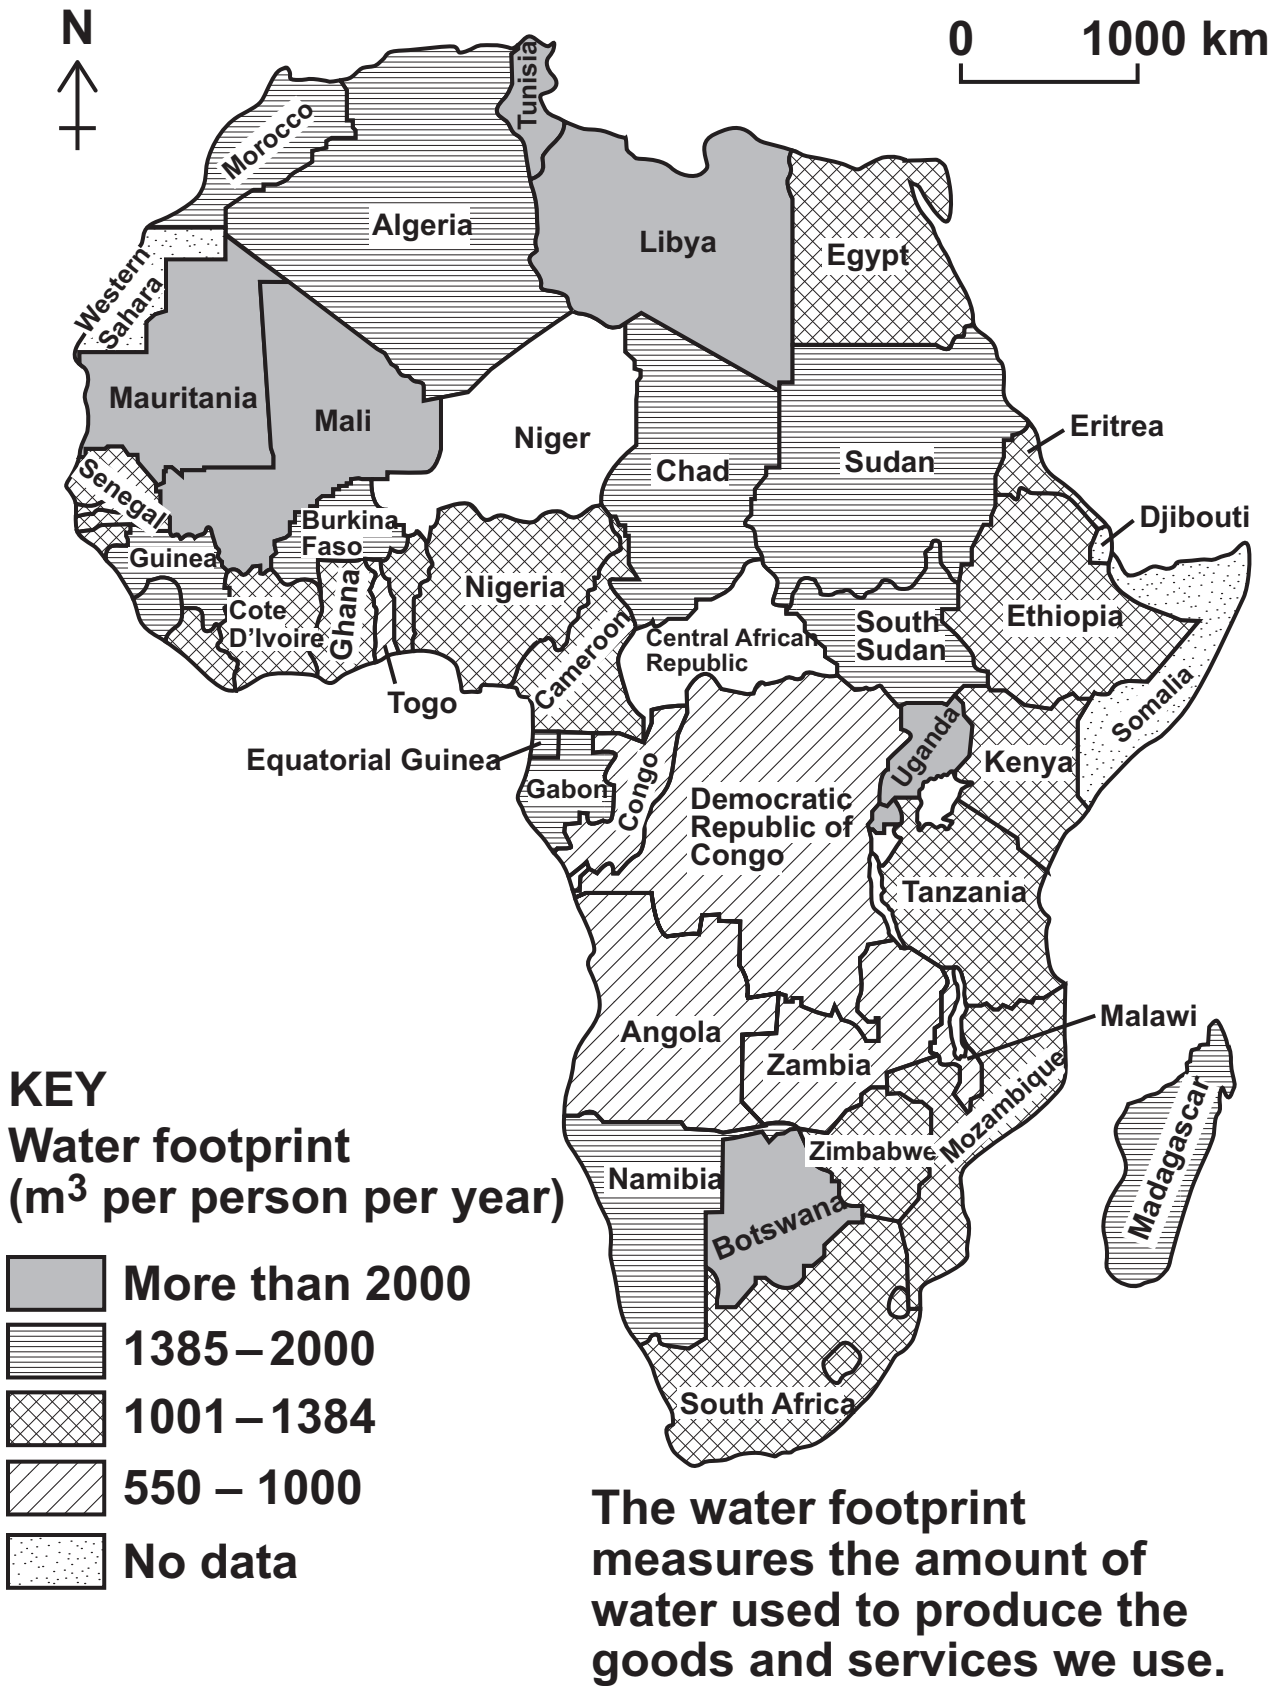 N
0 1000 km
Tunisia
Morocco
Algeria
Libya
Egypt
Western
Sahara
Mauritania
Mali
Niger
Chad
Sudan
Eritrea
Senegal
Burkina
Faso
Djibouti
Guinea
Nigeria
Cote
D'Ivoire
Ghana
Ethiopia
South
Sudan
Central African
Republic
Cameroon
Togo
Somalia
Equatorial Guinea
Uganda
Kenya
Gabon
Congo
Democratic
Republic of
Congo
Tanzania
Angola
Malawi
Zambia
Mozambique
Zimbabwe
Madagascar
Namibia
Botswana
South Africa
KEY
Water footprint
(m³ per person per year)
More than 2000
1385 – 2000
1001 – 1384
550 – 1000
No data
The water footprint
measures the amount of
water used to produce the
goods and services we use.